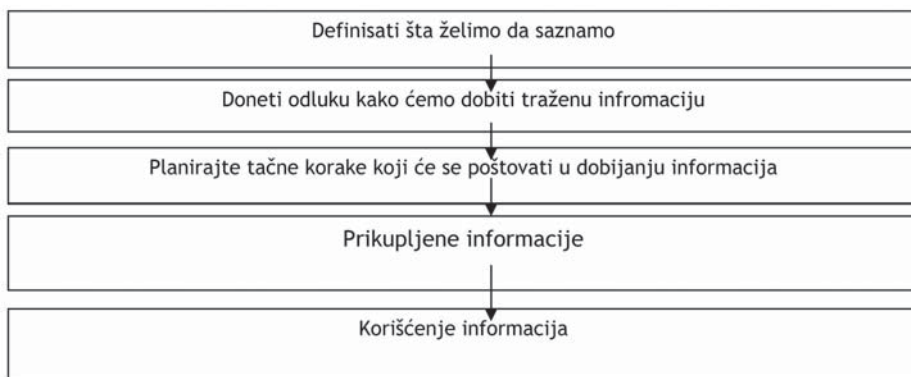 Definisati šta želimo da saznamo
Doneti odluku kako ćemo dobiti traženu infromaciju
Planirajte tačne korake koji će se poštovati u dobijanju informacija
Prikupljene informacije
Korišćenje informacija